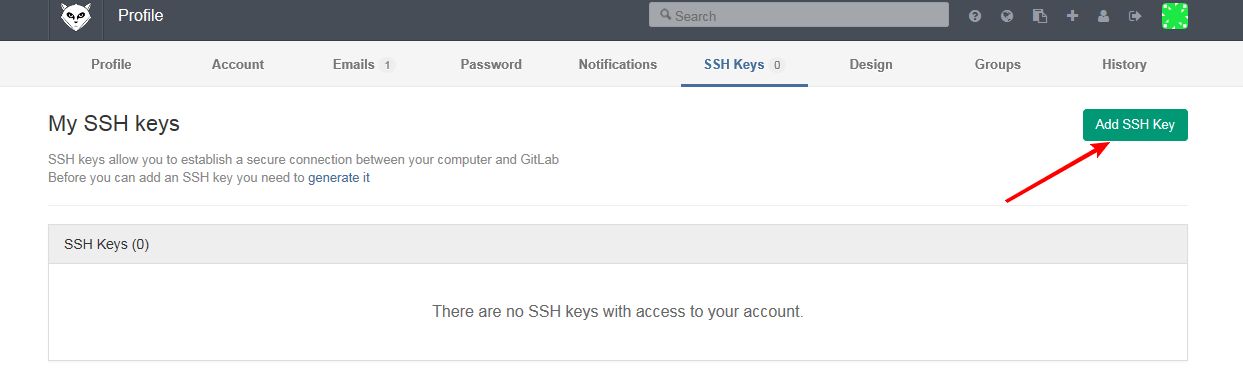 Profile
Search
Profile Account Emails 1 Password Notifications SSH Keys 0 Design Groups History
My SSH keys
Add SSH Key
SSH keys allow you to establish a secure connection between your computer and GitLab
Before you can add an SSH key you need to generate it
SSH Keys (0)
There are no SSH keys with access to your account.